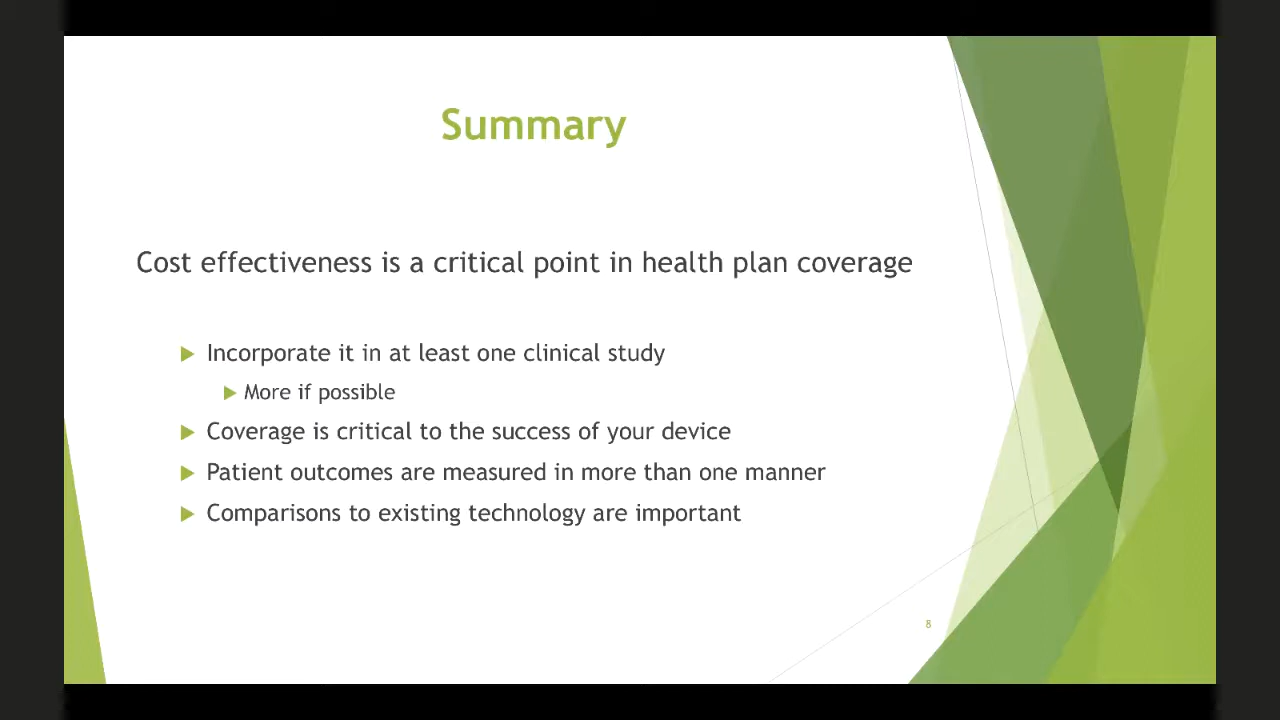 Summary
Cost effectiveness is a critical point in health plan coverage
Incorporate it in at least one clinical study
More if possible
Coverage is critical to the success of your device
Patient outcomes are measured in more than one manner
Comparisons to existing technology are important
8